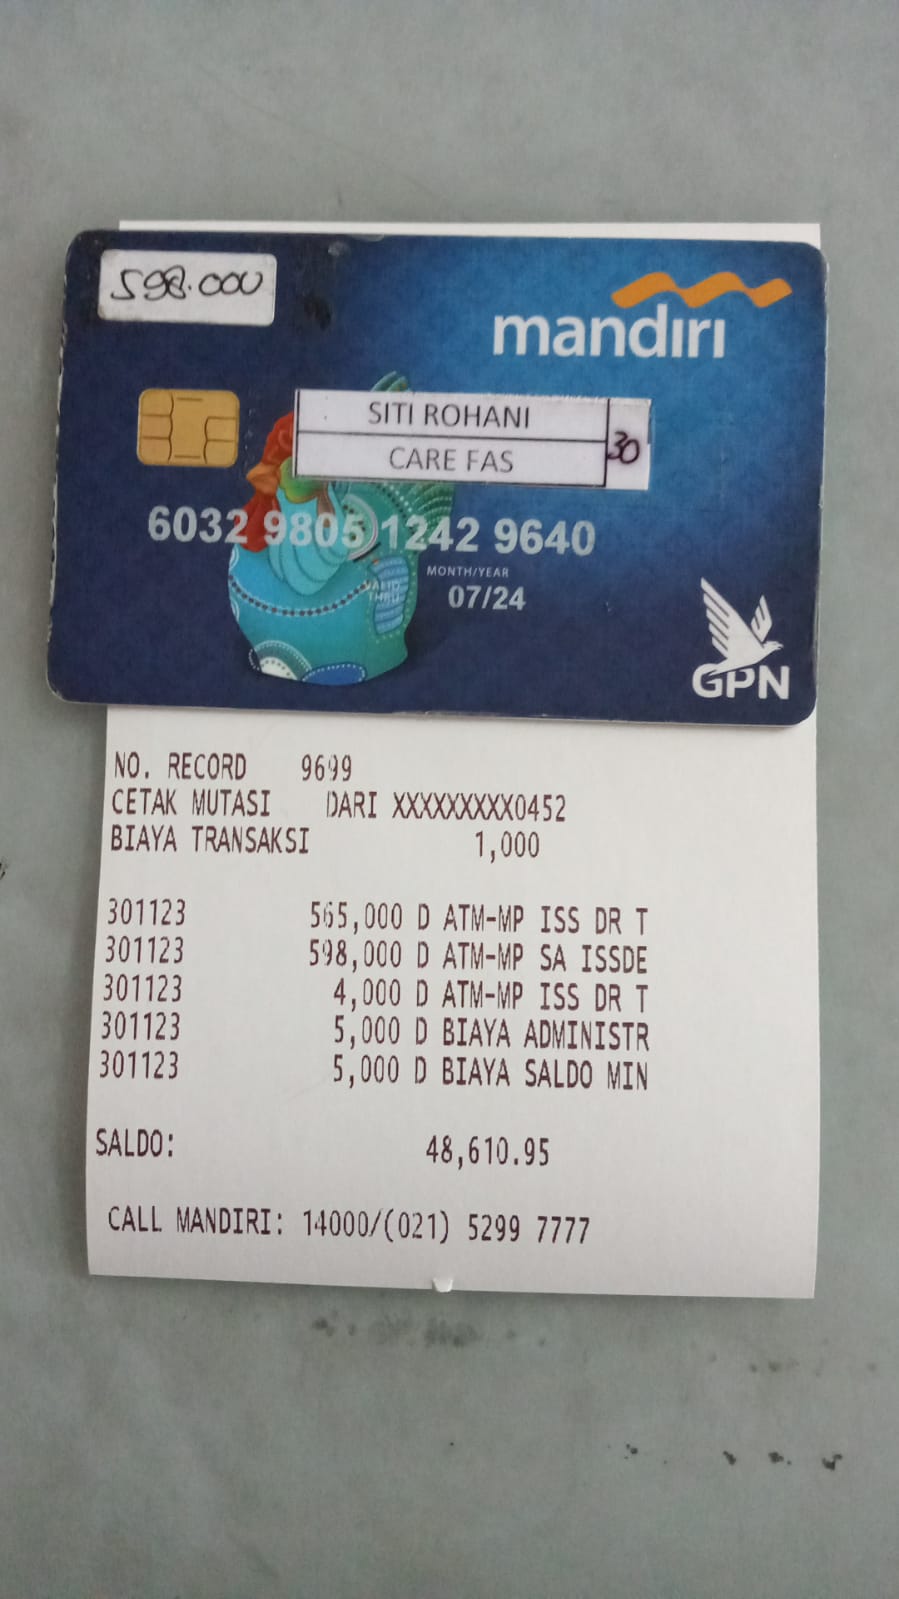 598.000
mandiri
SITI ROHANI
CARE FAS
30
6032 9805 1242 9640
MONTH/YEAR
VALID
THRU
07/24
GPN
NO. RECORD 9699
CETAK MUTASI DARI XXXXXXXXX0452
BIAYA TRANSAKSI 1,000
301123 565,000 D ATM-MP ISS DR T
301123 598,000 D ATM-MP SA ISSDE
301123 4,000 D ATM-MP ISS DR T
301123 5,000 D BIAYA ADMINISTR
301123 5,000 D BIAYA SALDO MIN
SALDO: 48,610.95
CALL MANDIRI: 14000/(021) 5299 7777